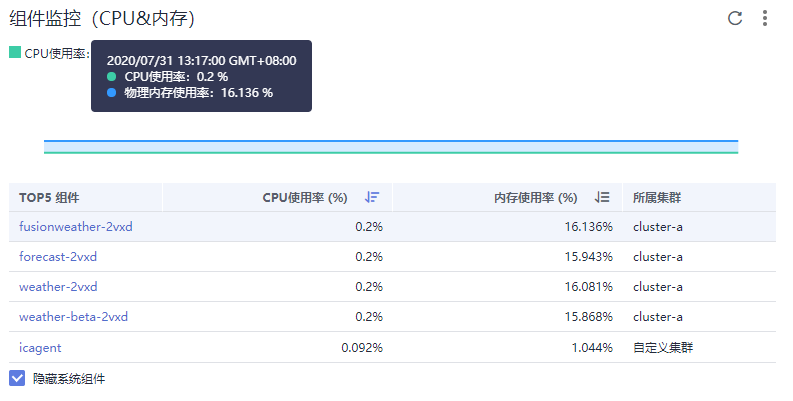 组件监控（CPU&内存）
CPU使用率:
2020/07/31 13:17:00 GMT+08:00
CPU使用率：0.2 %
物理内存使用率：16.136 %
TOP5 组件 CPU使用率 (%) 内存使用率 (%) 所属集群
fusionweather-2vxd 0.2% 16.136% cluster-a
forecast-2vxd 0.2% 15.943% cluster-a
weather-2vxd 0.2% 16.081% cluster-a
weather-beta-2vxd 0.2% 15.868% cluster-a
icagent 0.092% 1.044% 自定义集群
隐藏系统组件